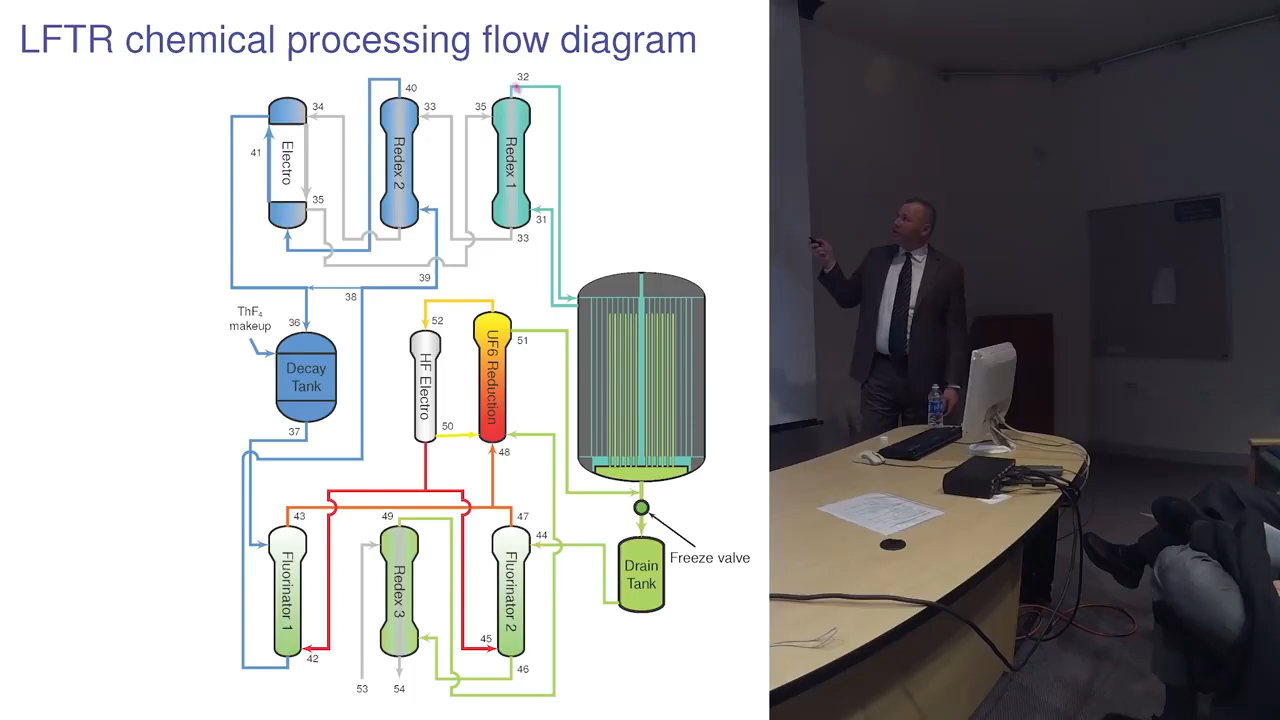 LFTR chemical processing flow diagram
32
40
34
33
35
41
Electro
Redex 2
Redex 1
35
31
33
39
38
ThF₄
makeup
36
52
51
Decay
Tank
HF Electro
UF6 Reduction
37
50
48
43
49
47
44
Freeze valve
Fluorinator 1
Redex 3
Fluorinator 2
Drain
Tank
42
45
46
53
54